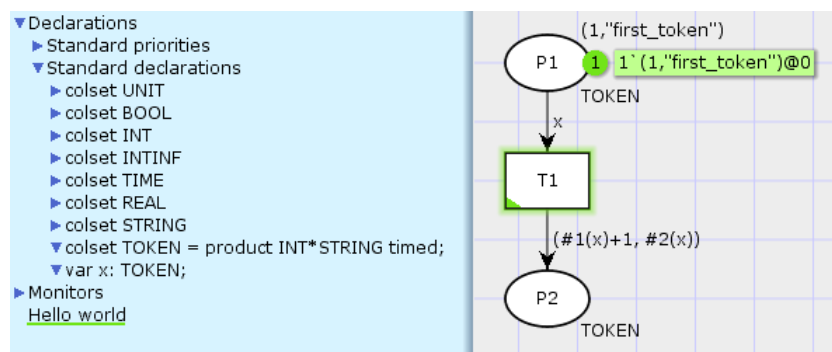 Declarations
Standard priorities
Standard declarations
colset UNIT
colset BOOL
colset INT
colset INTINF
colset TIME
colset REAL
colset STRING
colset TOKEN = product INT*STRING timed;
var x: TOKEN;
Monitors
Hello world
(1,"first_token")
P1
1
1`(1,"first_token")@0
TOKEN
x
T1
(#1(x)+1, #2(x))
P2
TOKEN